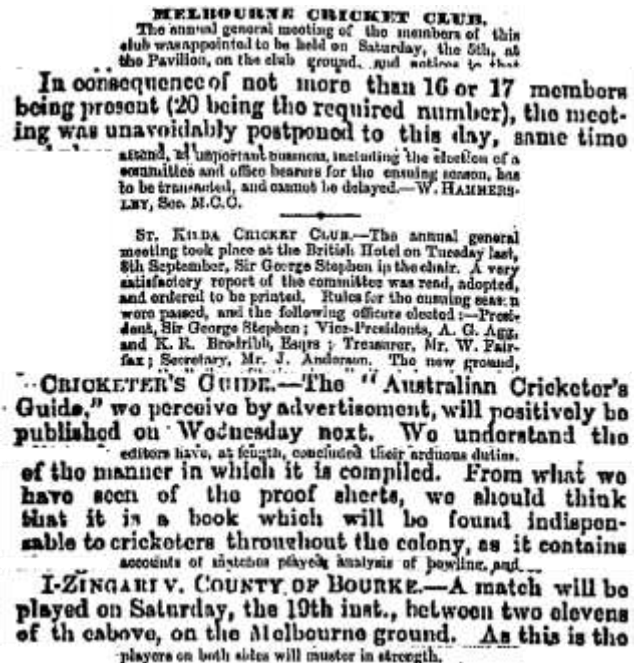 MELBOURNE CRICKET CLUB.
The annual general meeting of the members of this
club was appointed to be held on Saturday, the 5th, at
the Pavilion, on the club ground, and notices to that
In consequence of not more than 16 or 17 members
being present (20 being the required number), the meet-
ing was unavoidably postponed to this day, same time
attend, as important business, including the election of a
committee and office bearers for the ensuing season, has
to be transacted, and cannot be delayed.—W. HAMMERS-
LEY, Sec. M.C.C.
ST. KILDA CRICKET CLUB.—The annual general
meeting took place at the British Hotel on Tuesday last,
8th September, Sir George Stephen in the chair. A very
satisfactory report of the committee was read, adopted,
and ordered to be printed. Rules for the ensuing season
were passed, and the following officers elected:—Presi-
dent, Sir George Stephen; Vice-Presidents, A. G. Agg,
and K. R. Brodribb, Esqrs; Treasurer, Mr. W. Fair-
fax; Secretary, Mr. J. Anderson. The new ground,
CRICKETER'S GUIDE.—The "Australian Cricketer's
Guide," we perceive by advertisement, will positively be
published on Wednesday next. We understand the
editors have, at length, concluded their arduous duties.
of the manner in which it is compiled. From what we
have seen of the proof sheets, we should think
that it is a book which will be found indispen-
sable to cricketers throughout the colony, as it contains
accounts of matches played, analysis of bowling, and
I-ZINGARI V. COUNTY OF BOURKE.—A match will be
played on Saturday, the 19th inst., between two elevens
of th eabove, on the Melbourne ground. As this is the
players on both sides will muster in strength.